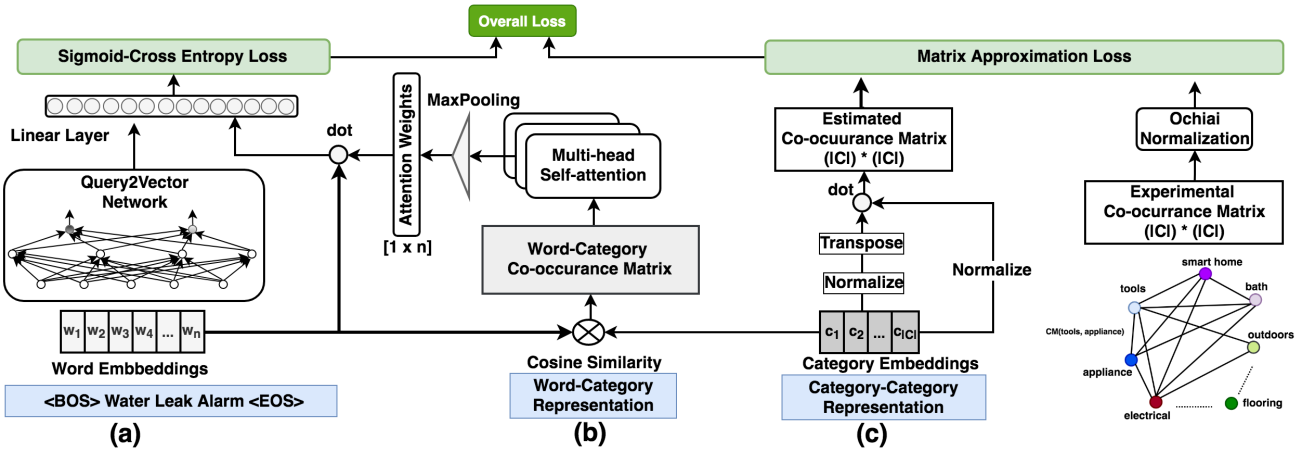 Overall Loss
Sigmoid-Cross Entropy Loss
Matrix Approximation Loss
Linear Layer
Query2Vector
Network
w1 w2 w3 w4 ... wn
Word Embbeddings
<BOS> Water Leak Alarm <EOS>
(a)
dot
Attention Weights
[1 x n]
MaxPooling
Multi-head
Self-attention
Word-Category
Co-occurance Matrix
Cosine Similarity
Word-Category
Representation
(b)
Estimated
Co-ocuurance Matrix
(|C|) * (|C|)
dot
Transpose
Normalize
Normalize
c1 c2 ... c|C|
Category Embeddings
Category-Category
Representation
(c)
Ochiai
Normalization
Experimental
Co-ocurrance Matrix
(|C|) * (|C|)
smart home
tools
bath
CM(tools, appliance)
outdoors
appliance
electrical
flooring